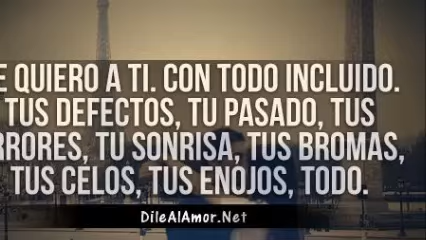 E QUIERO A TI. CON TODO INCLUIDO.
TUS DEFECTOS, TU PASADO, TUS
RRORES, TU SONRISA, TUS BROMAS,
TUS CELOS, TUS ENOJOS, TODO.
DileAlAmor.Net